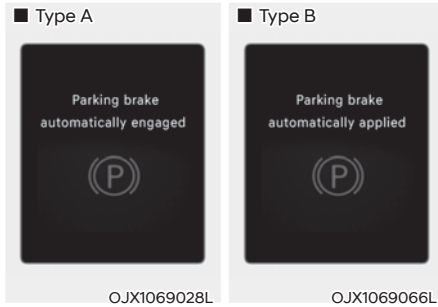 ■ Type A
Parking brake
automatically engaged
P
OJX1069028L
■ Type B
Parking brake
automatically applied
P
OJX1069066L